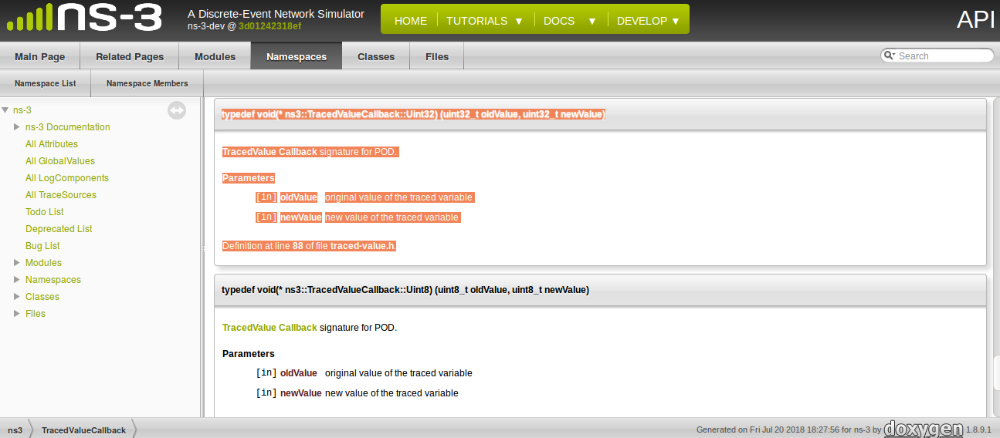 NS-3
A Discrete-Event Network Simulator
ns-3-dev @ 3d01242318ef
HOME TUTORIALS ▼ DOCS ▼ DEVELOP ▼
API
Main Page Related Pages Modules Namespaces Classes Files
Search
Namespace List Namespace Members
ns-3
ns-3 Documentation
All Attributes
All GlobalValues
All LogComponents
All TraceSources
Todo List
Deprecated List
Bug List
Modules
Namespaces
Classes
Files
typedef void(* ns3::TracedValueCallback::Uint32) (uint32_t oldValue, uint32_t newValue)
TracedValue Callback signature for POD.
Parameters
[in] oldValue original value of the traced variable
[in] newValue new value of the traced variable
Definition at line 88 of file traced-value.h.
typedef void(* ns3::TracedValueCallback::Uint8) (uint8_t oldValue, uint8_t newValue)
TracedValue Callback signature for POD.
Parameters
[in] oldValue original value of the traced variable
[in] newValue new value of the traced variable
ns3 TracedValueCallback
Generated on Fri Jul 20 2018 18:27:56 for ns-3 by doxygen 1.8.9.1